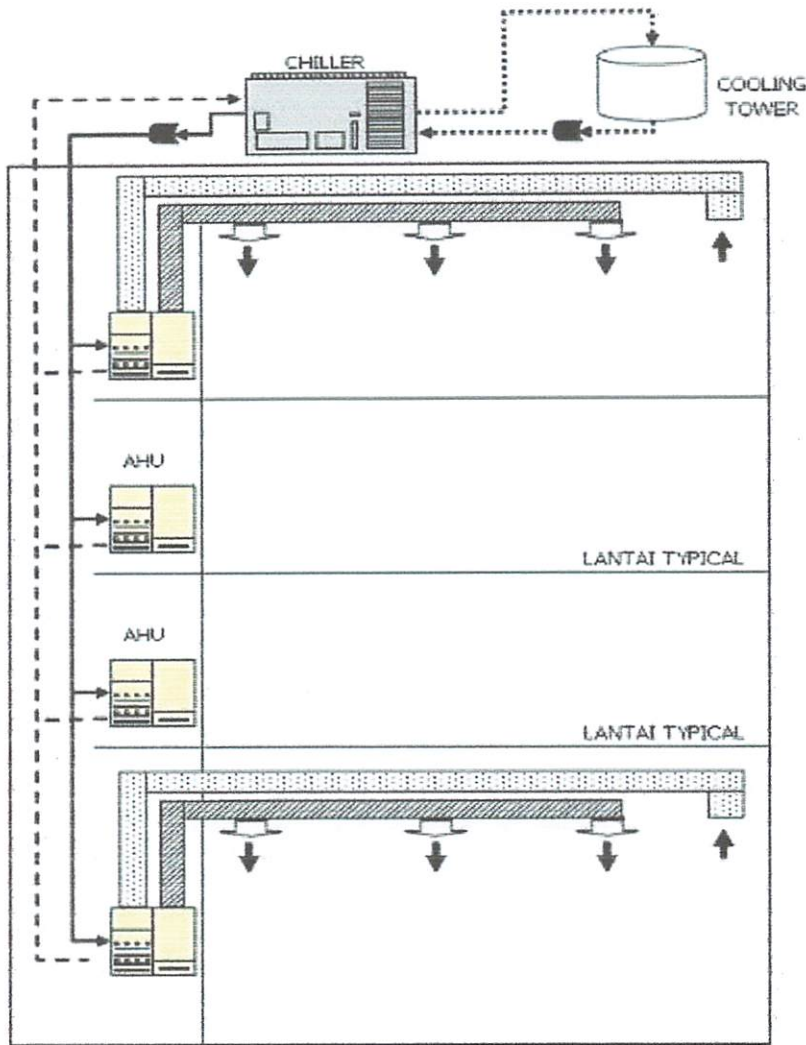 CHILLER
COOLING
TOWER
AHU
LANTAI TYPICAL
AHU
LANTAI TYPICAL